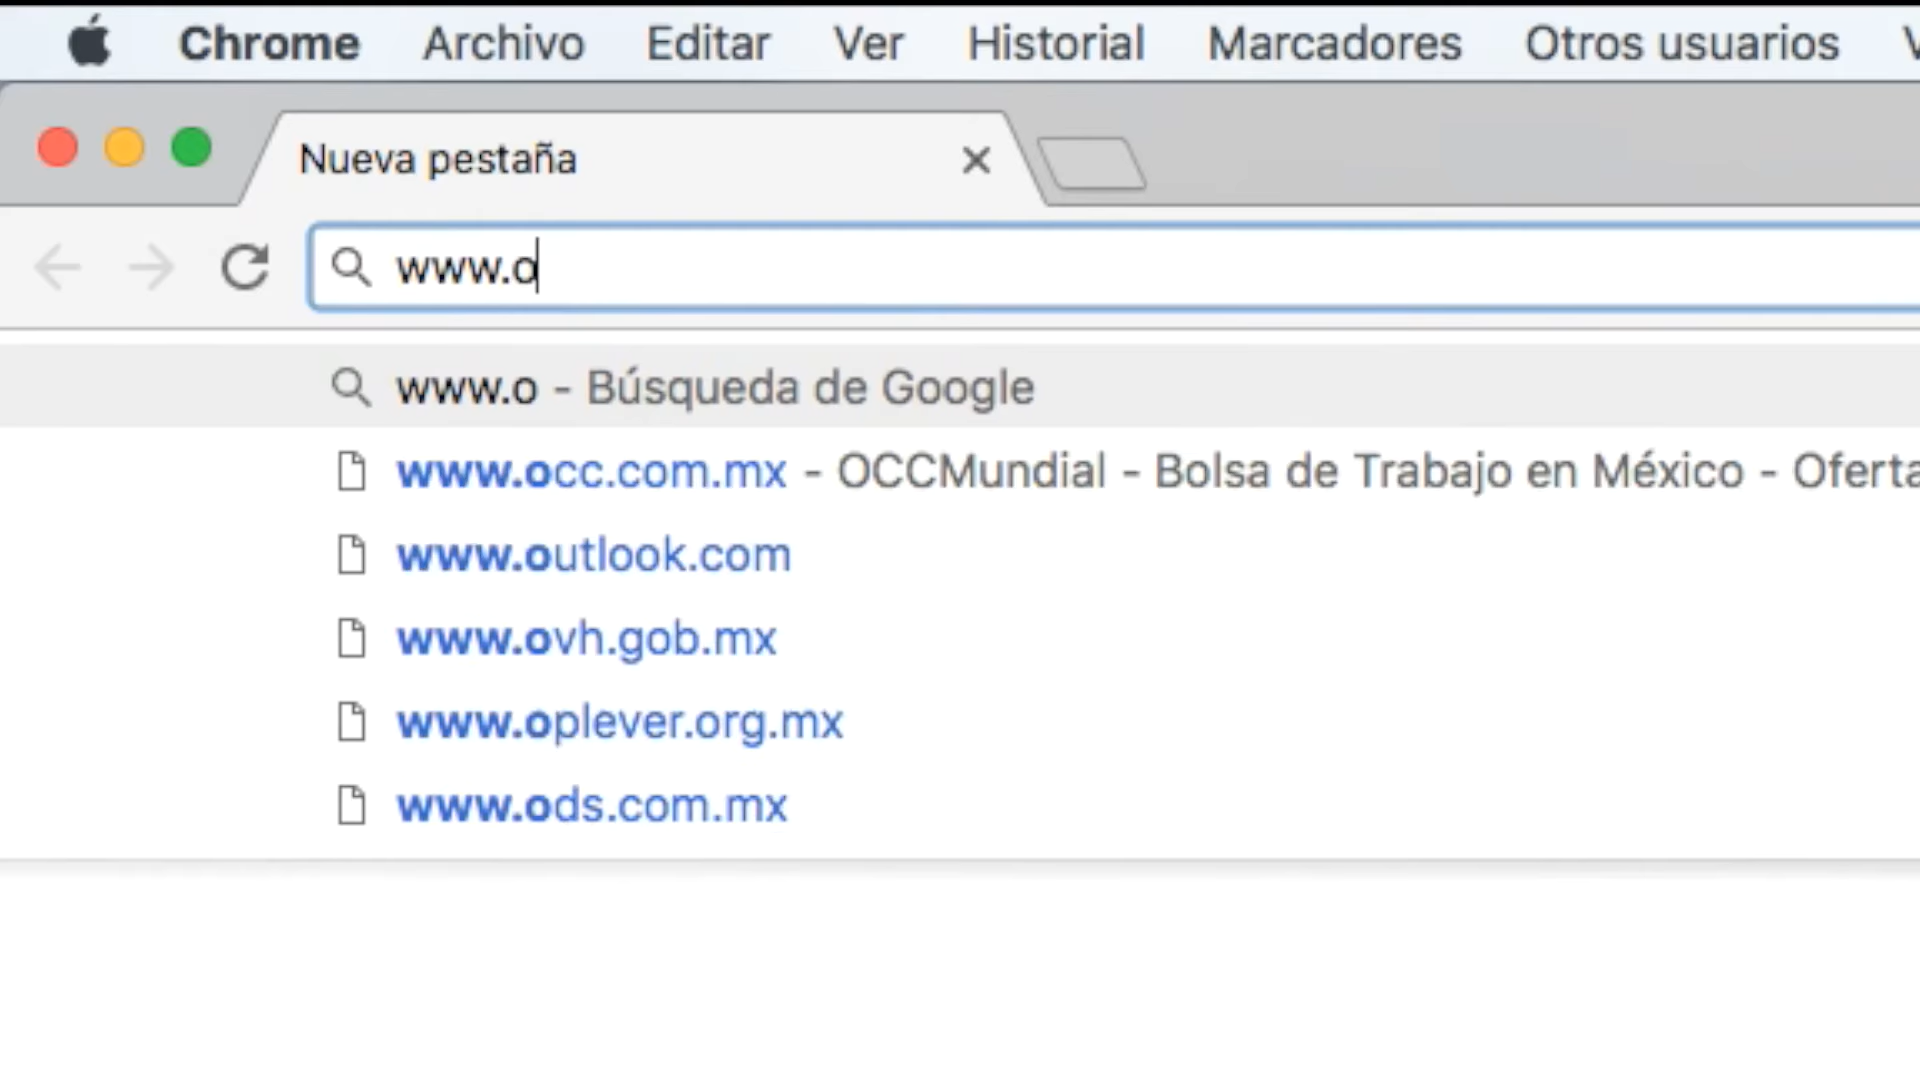 Chrome Archivo Editar Ver Historial Marcadores Otros usuarios
Nueva pestaña
www.o
www.o - Búsqueda de Google
www.occ.com.mx - OCCMundial - Bolsa de Trabajo en México - Oferta
www.outlook.com
www.ovh.gob.mx
www.oplever.org.mx
www.ods.com.mx